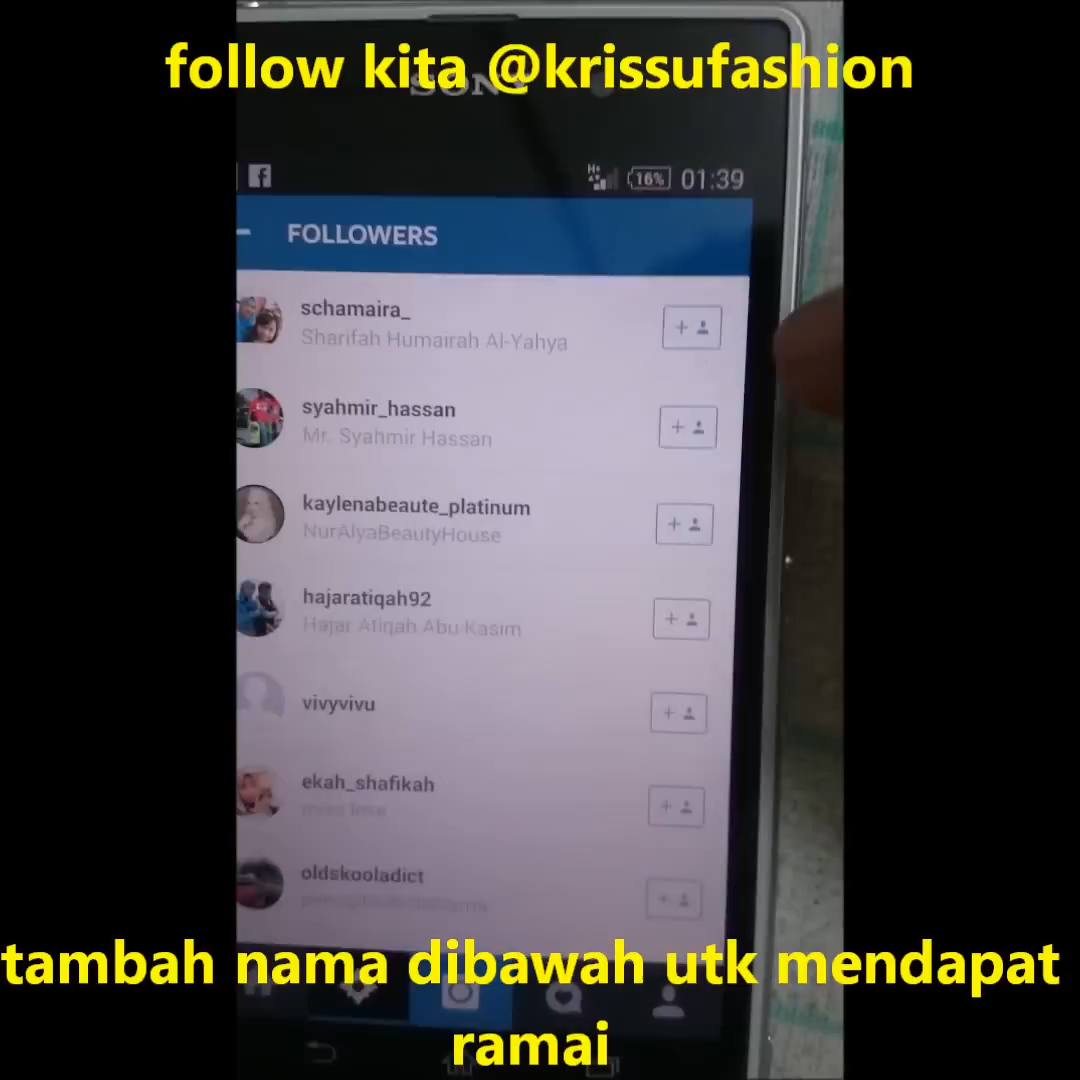 follow kita @krissufashion
SONY
16% 01:39
FOLLOWERS
schamaira_
Sharifah Humairah Al-Yahya
syahmir_hassan
Mr. Syahmir Hassan
kaylenabeaute_platinum
NurAlyaBeautyHouse
hajaratiqah92
Hajar Atiqah Abu Kasim
vivyvivu
ekah_shafikah
oldskooladict
tambah nama dibawah utk mendapat
ramai